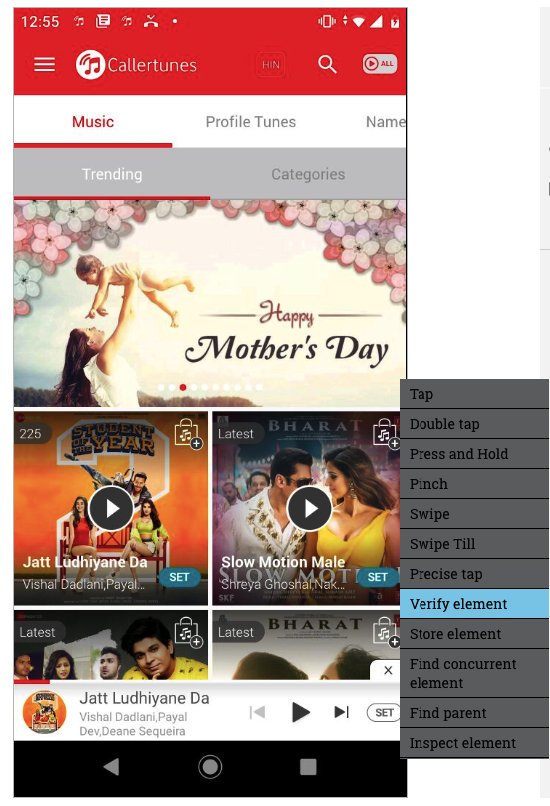 12:55
Callertunes
HIN
ALL
Music Profile Tunes Name
Trending Categories
Happy
Mother's Day
225
STUDENT OF THE YEAR
Jatt Ludhiyane Da
Vishal Dadlani,Payal...
SET
Latest
BHARAT
Slow Motion Male
Shreya Ghoshal,Nak...
SET
SLOW MOTION
SKF
Latest
Latest
BHARAT
X
Jatt Ludhiyane Da
Vishal Dadlani,Payal
Dev,Deane Sequeira
SET
Tap
Double tap
Press and Hold
Pinch
Swipe
Swipe Till
Precise tap
Verify element
Store element
Find concurrent
element
Find parent
Inspect element